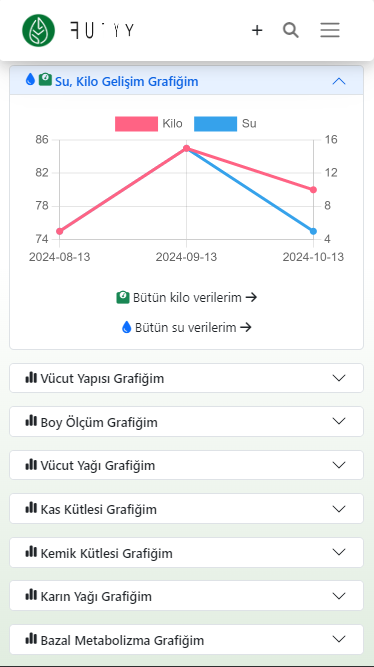 +
Su, Kilo Gelişim Grafiğim
Kilo Su
86 16
82 12
78 8
74 4
2024-08-13 2024-09-13 2024-10-13
Bütün kilo verilerim →
Bütün su verilerim →
Vücut Yapısı Grafiğim
Boy Ölçüm Grafiğim
Vücut Yağı Grafiğim
Kas Kütlesi Grafiğim
Kemik Kütlesi Grafiğim
Karın Yağı Grafiğim
Bazal Metabolizma Grafiğim